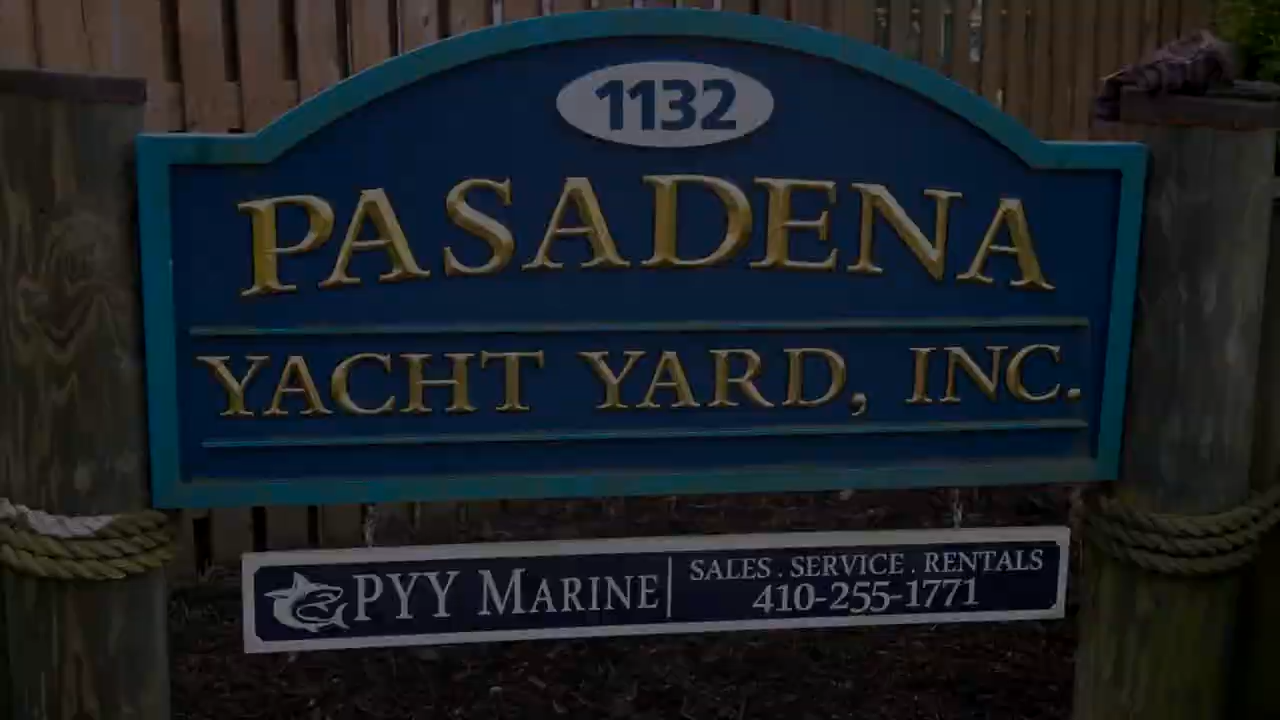 1132
PASADENA
YACHT YARD, INC.
PYY MARINE
SALES . SERVICE . RENTALS
410-255-1771